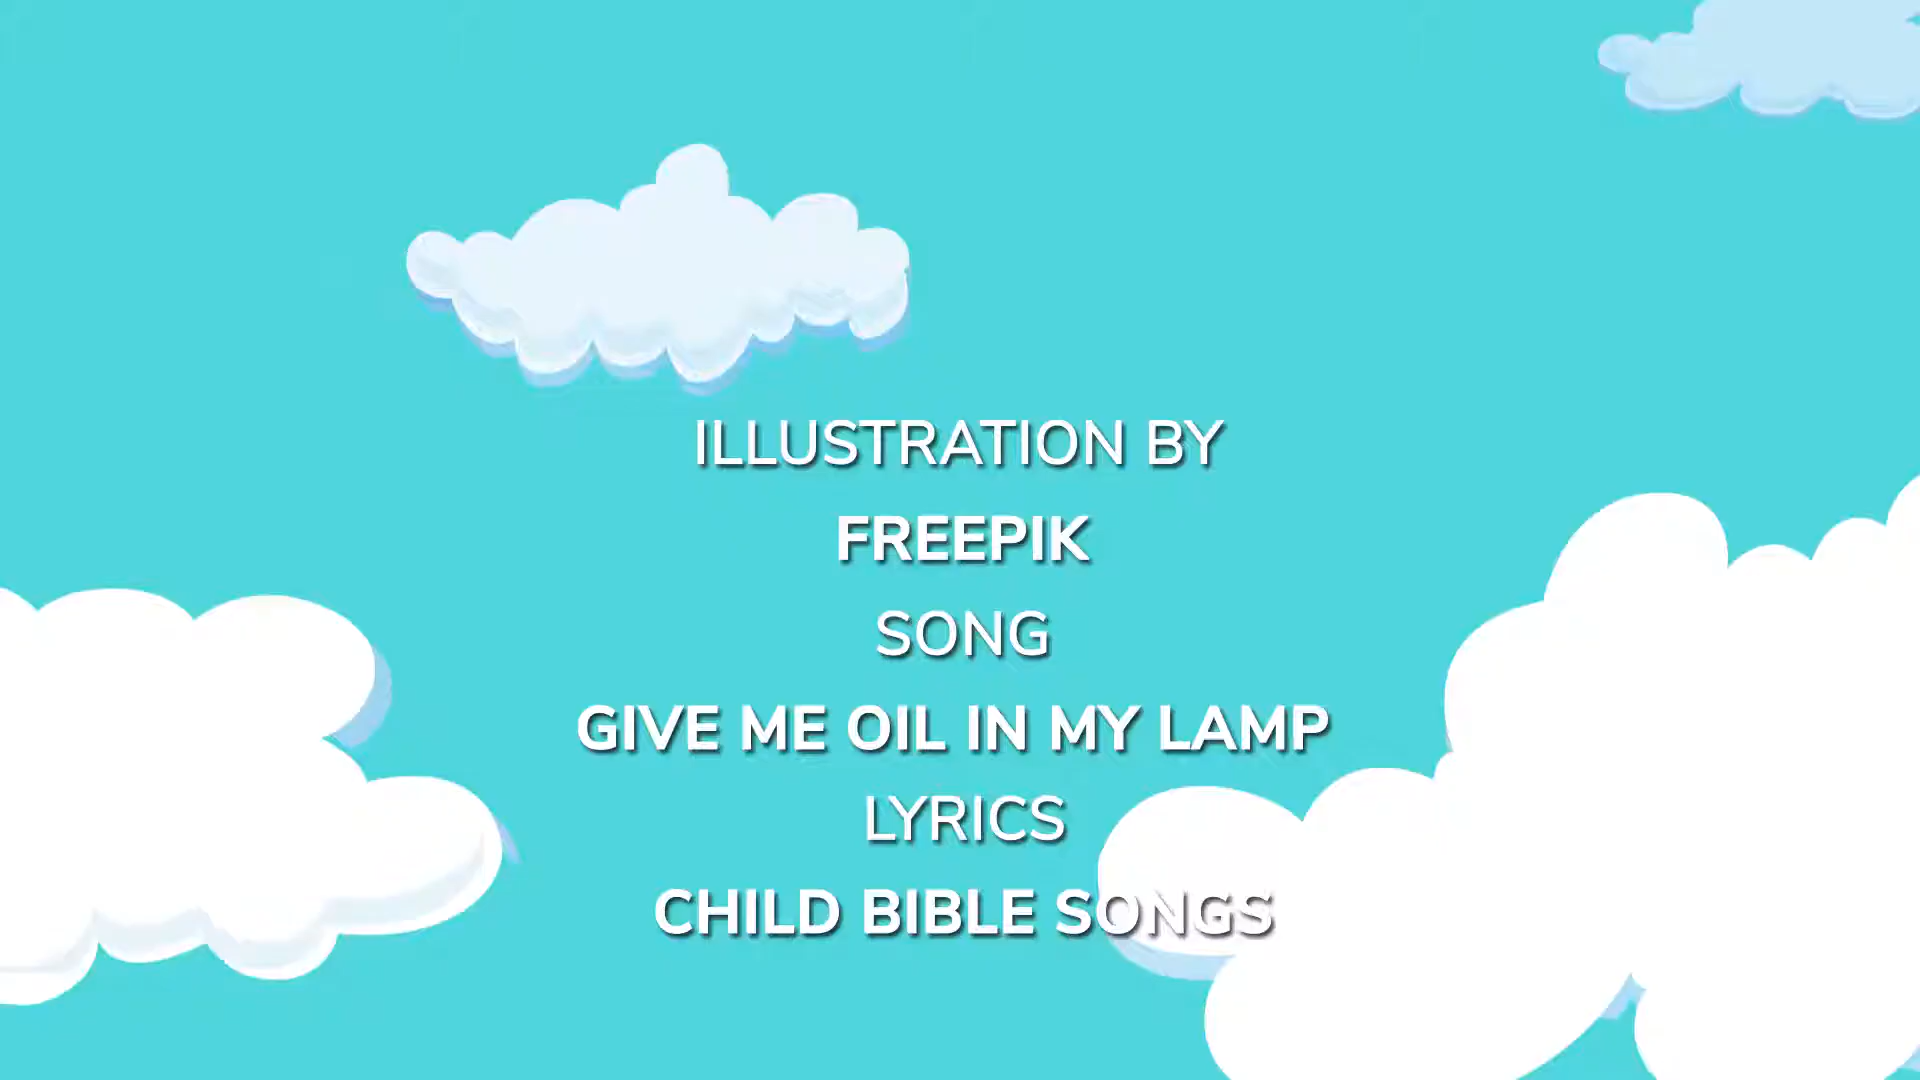 ILLUSTRATION BY
FREEPIK
SONG
GIVE ME OIL IN MY LAMP
LYRICS
CHILD BIBLE SONGS